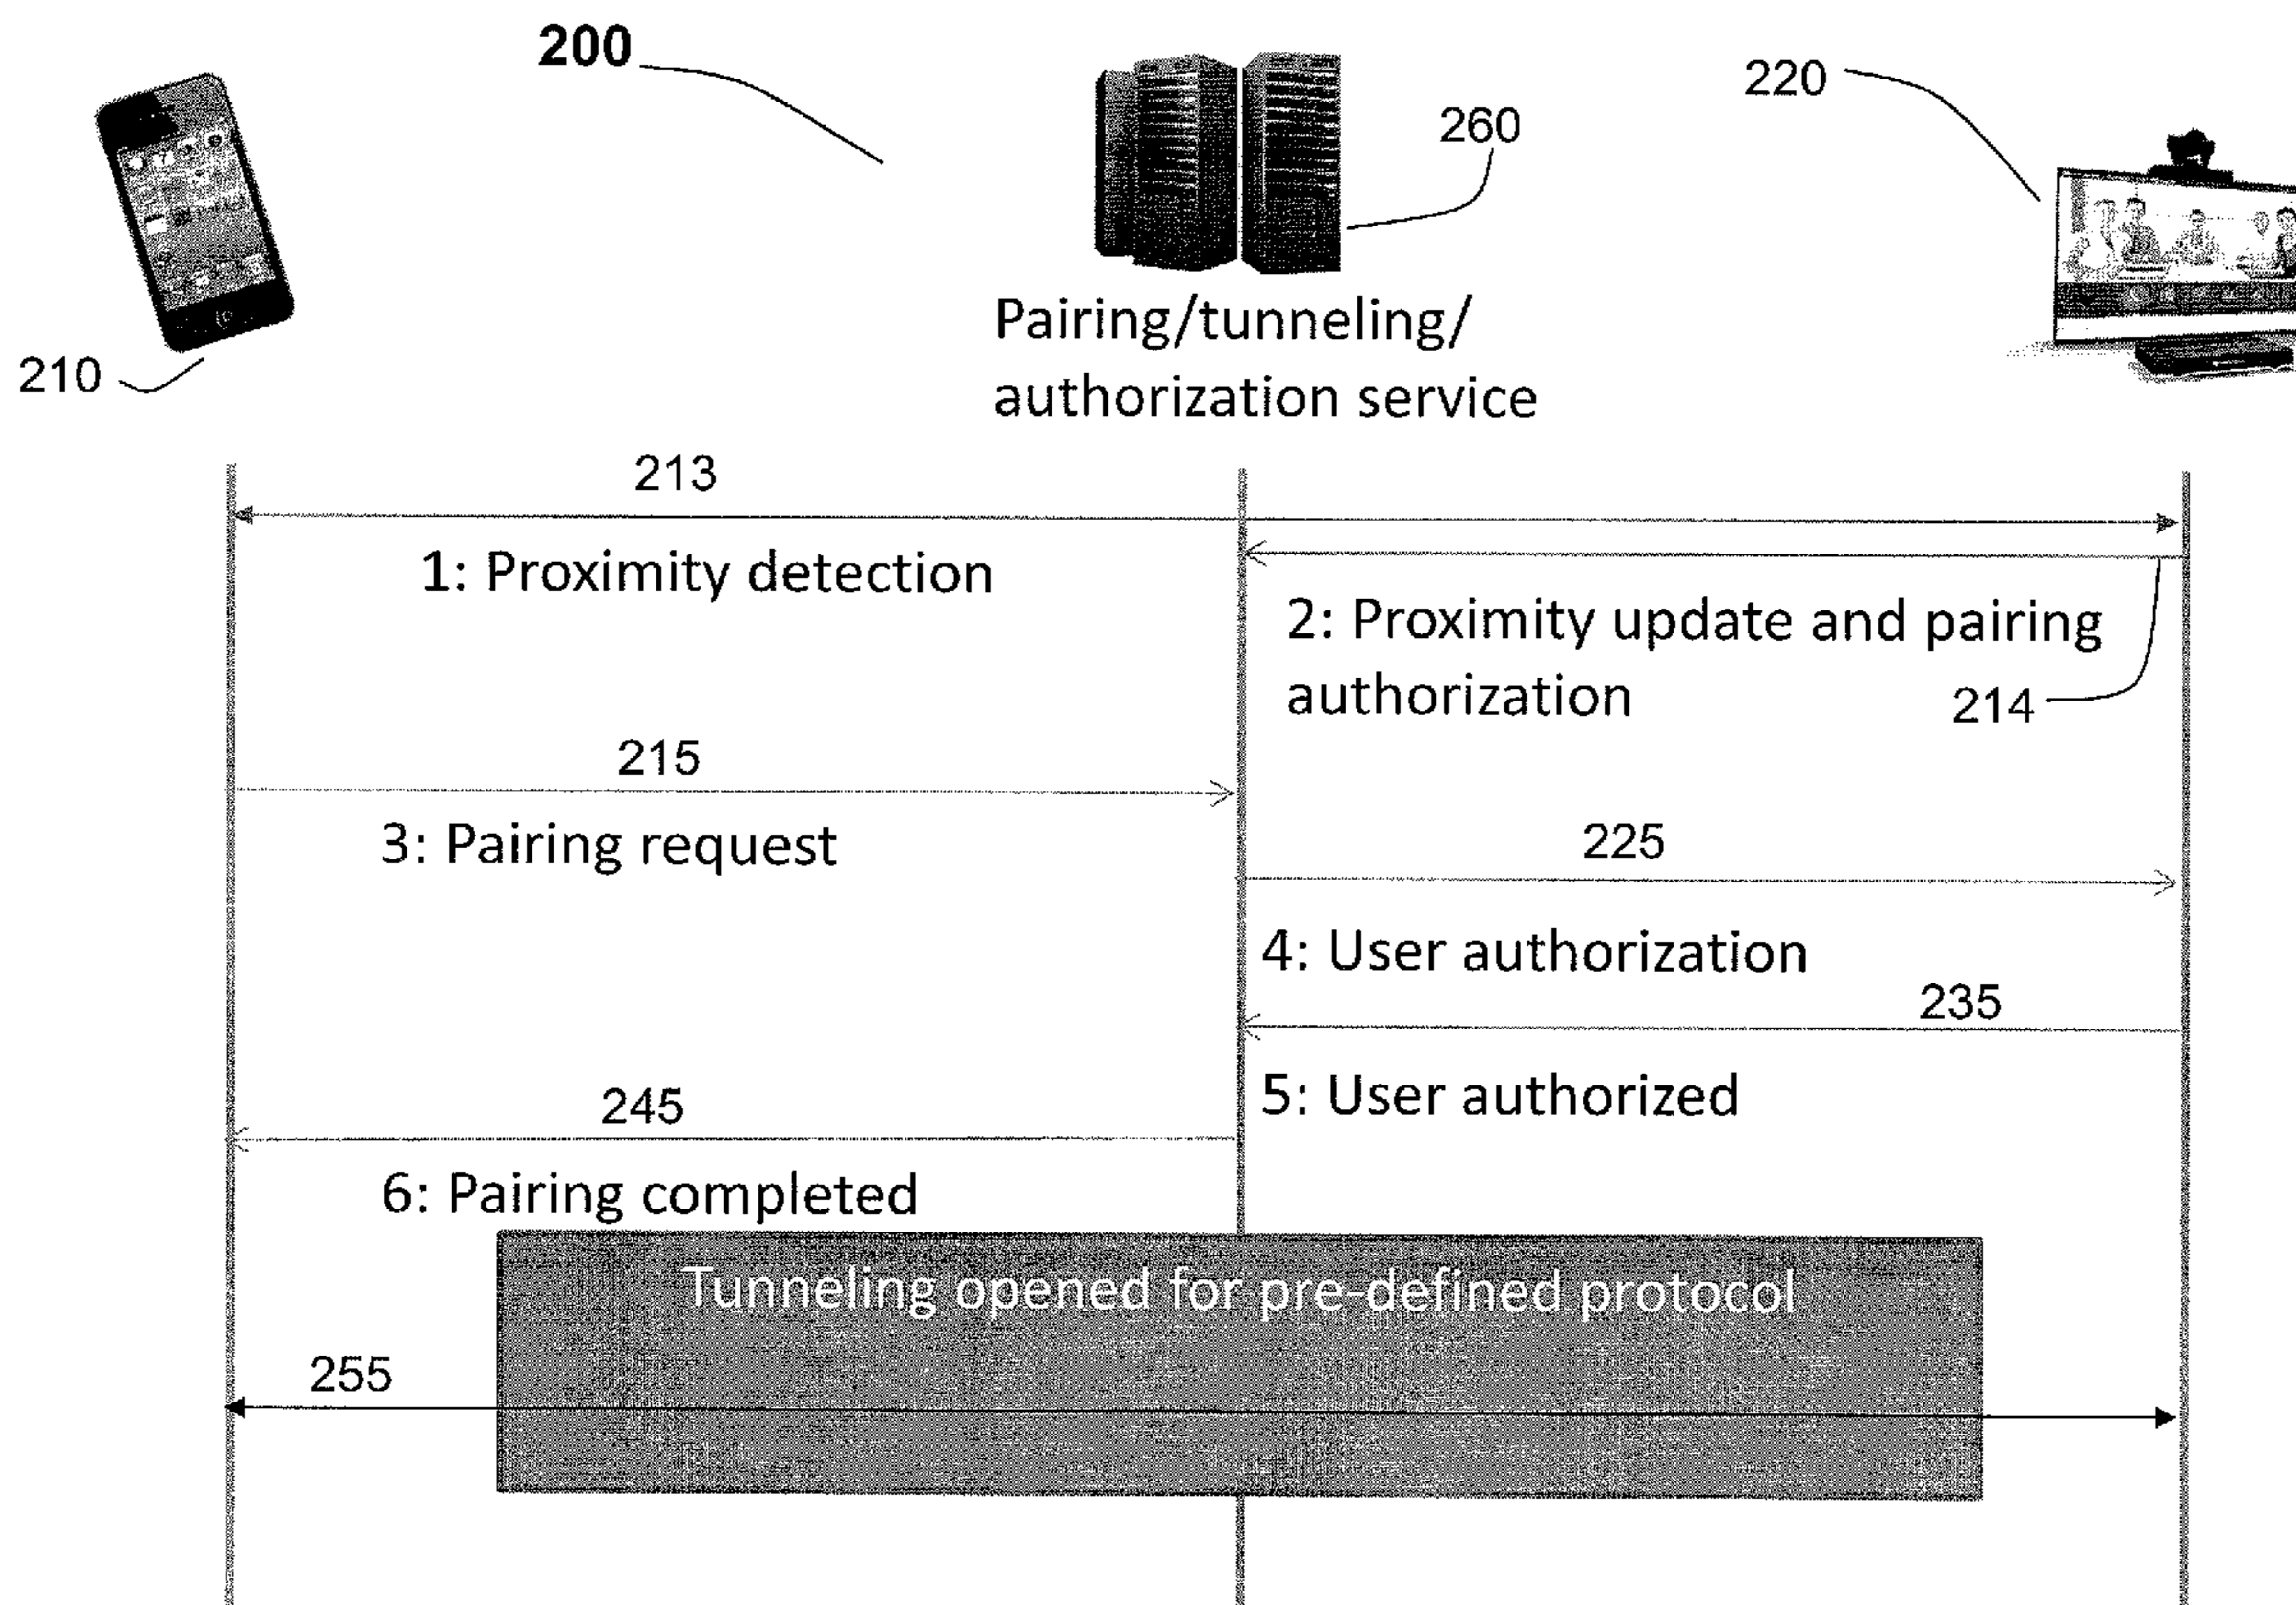 200
220
260
210
Pairing/tunneling/
authorization service
213
1: Proximity detection
2: Proximity update and pairing
authorization
214
215
3: Pairing request
225
4: User authorization
235
5: User authorized
245
6: Pairing completed
Tunneling opened for pre-defined protocol
255